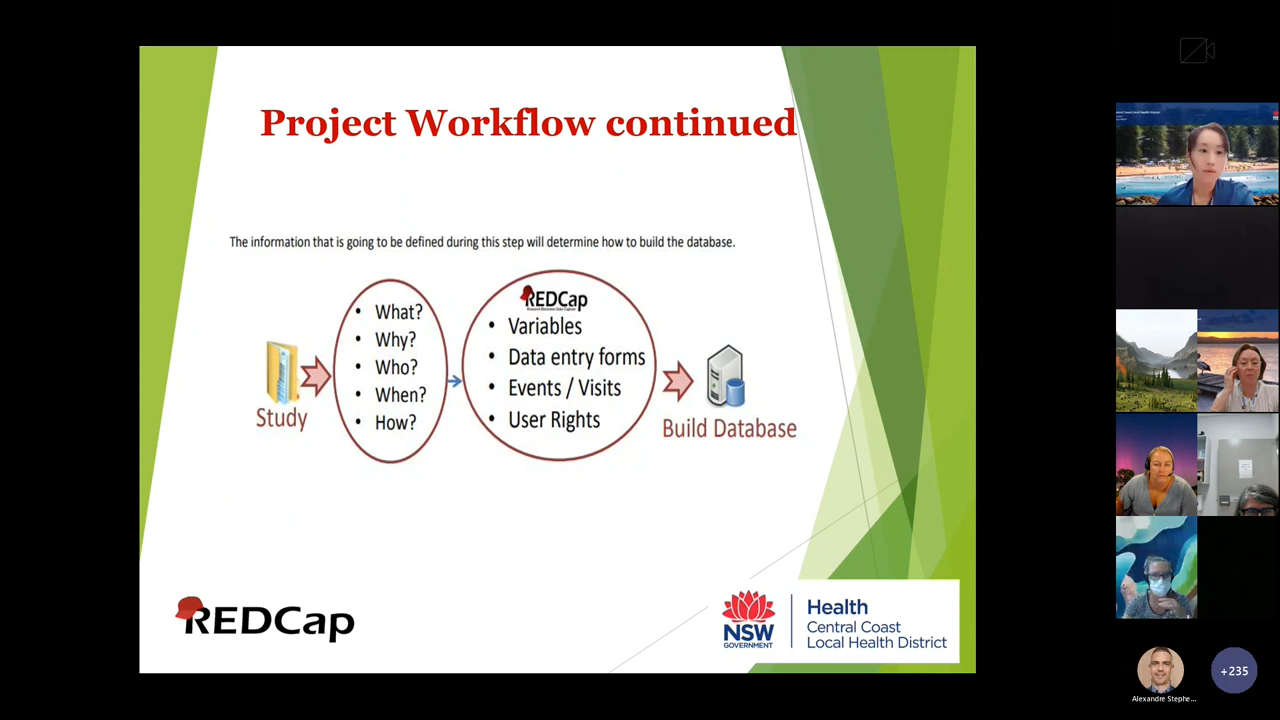 Project Workflow continued
The information that is going to be defined during this step will determine how to build the database.
• What?
• Why?
• Who?
• When?
• How?
REDCap
• Variables
• Data entry forms
• Events / Visits
• User Rights
Study
Build Database
REDCap
NSW
GOVERNMENT
Health
Central Coast
Local Health District
Alexandre Stephe...
+235